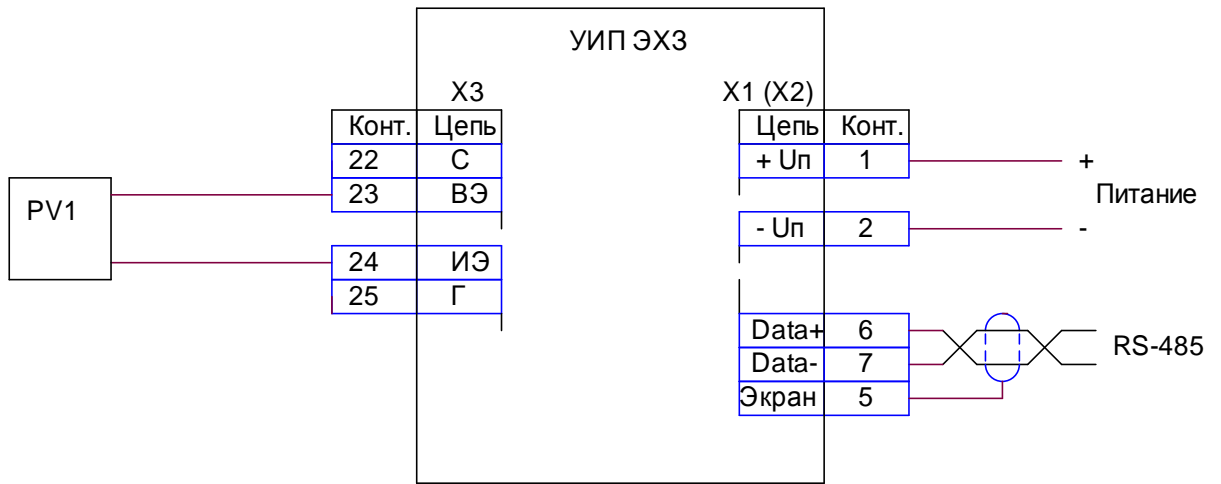 УИП ЭХЗ
Х3
Конт. Цепь
22 С
23 ВЭ
24 ИЭ
25 Г
PV1
Х1 (Х2)
Цепь Конт.
+ Uп 1
- Uп 2
Data+ 6
Data- 7
Экран 5
+
Питание
-
RS-485